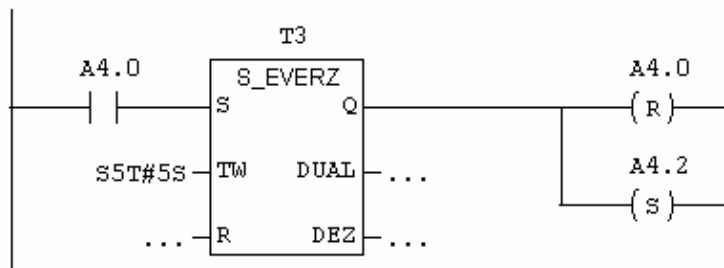 T3
A4.0 S_EVERZ A4.0
S Q R
A4.2
S5T#5S TW DUAL ...
S
... R DEZ ...